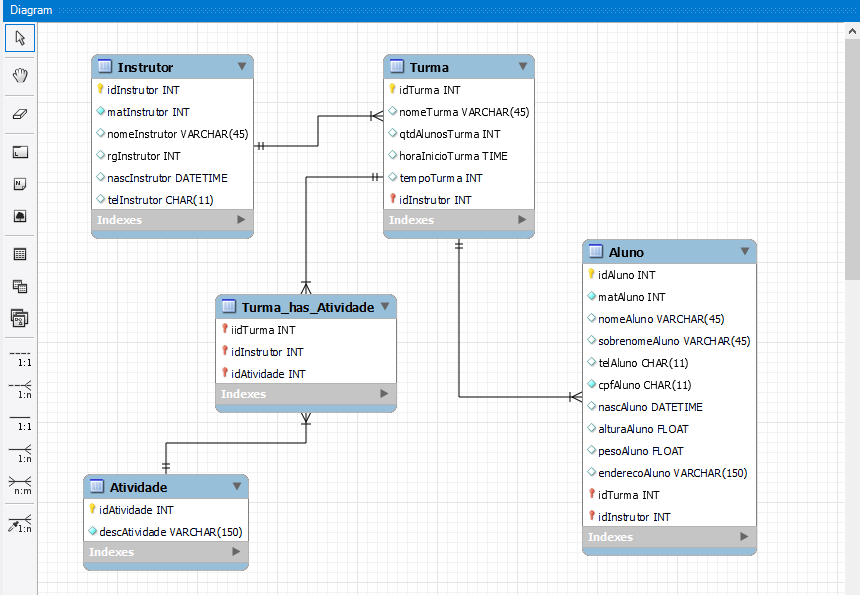 Diagram
Instrutor
idInstrutor INT
matInstrutor INT
nomeInstrutor VARCHAR(45)
rgInstrutor INT
nascInstrutor DATETIME
telInstrutor CHAR(11)
Indexes
Turma
idTurma INT
nomeTurma VARCHAR(45)
qtdAlunosTurma INT
horaInicioTurma TIME
tempoTurma INT
idInstrutor INT
Indexes
Turma_has_Atividade
iidTurma INT
idInstrutor INT
idAtividade INT
Indexes
Atividade
idAtividade INT
descAtividade VARCHAR(150)
Indexes
Aluno
idAluno INT
matAluno INT
nomeAluno VARCHAR(45)
sobrenomeAluno VARCHAR(45)
telAluno CHAR(11)
cpfAluno CHAR(11)
nascAluno DATETIME
alturaAluno FLOAT
pesoAluno FLOAT
enderecoAluno VARCHAR(150)
idTurma INT
idInstrutor INT
Indexes
1:1
1:n
1:1
1:n
n:m
1:n